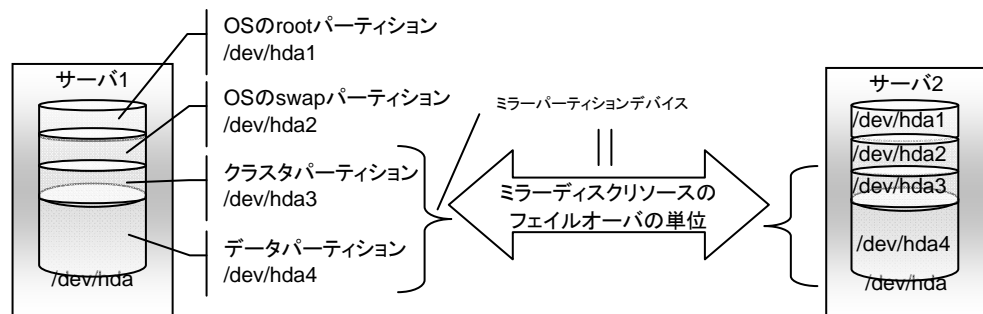 サーバ1
/dev/hda
OSのrootパーティション
/dev/hda1
OSのswapパーティション
/dev/hda2
クラスタパーティション
/dev/hda3
データパーティション
/dev/hda4
ミラーパーティションデバイス
||
ミラーディスクリソースの
フェイルオーバの単位
サーバ2
/dev/hda1
/dev/hda2
/dev/hda3
/dev/hda4
/dev/hda